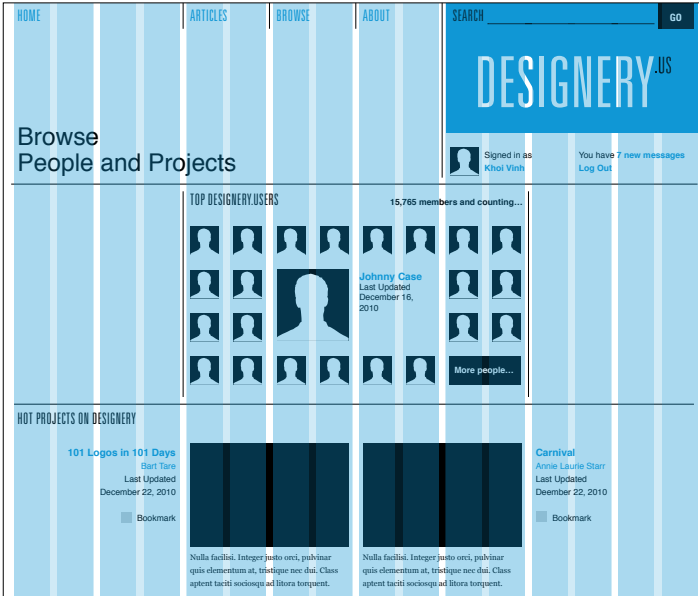 HOME
ARTICLES
BROWSE
ABOUT
SEARCH
GO
DESIGNERY.US
Browse
People and Projects
Signed in as
Khoi Vinh
You have 7 new messages
Log Out
TOP DESIGNERY.USERS
15,765 members and counting...
Johnny Case
Last Updated
December 16,
2010
More people...
HOT PROJECTS ON DESIGNERY
101 Logos in 101 Days
Bart Tare
Last Updated
December 22, 2010
Bookmark
Nulla facilisi. Integer justo orci, pulvinar
quis elementum at, tristique nec dui. Class
aptent taciti sociosqu ad litora torquent.
Nulla facilisi. Integer justo orci, pulvinar
quis elementum at, tristique nec dui. Class
aptent taciti sociosqu ad litora torquent.
Carnival
Annie Laurie Starr
Last Updated
Deember 22, 2010
Bookmark